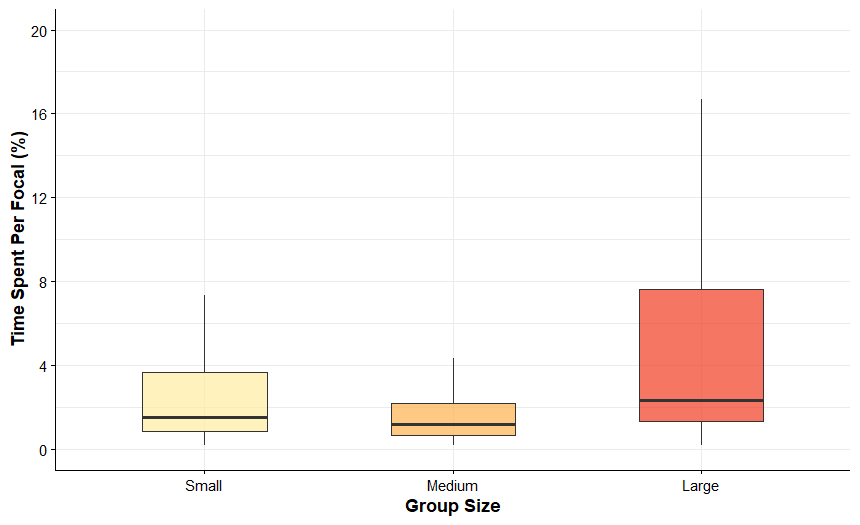 Time Spent Per Focal (%)
20
16
12
8
4
0
Small Medium Large
Group Size